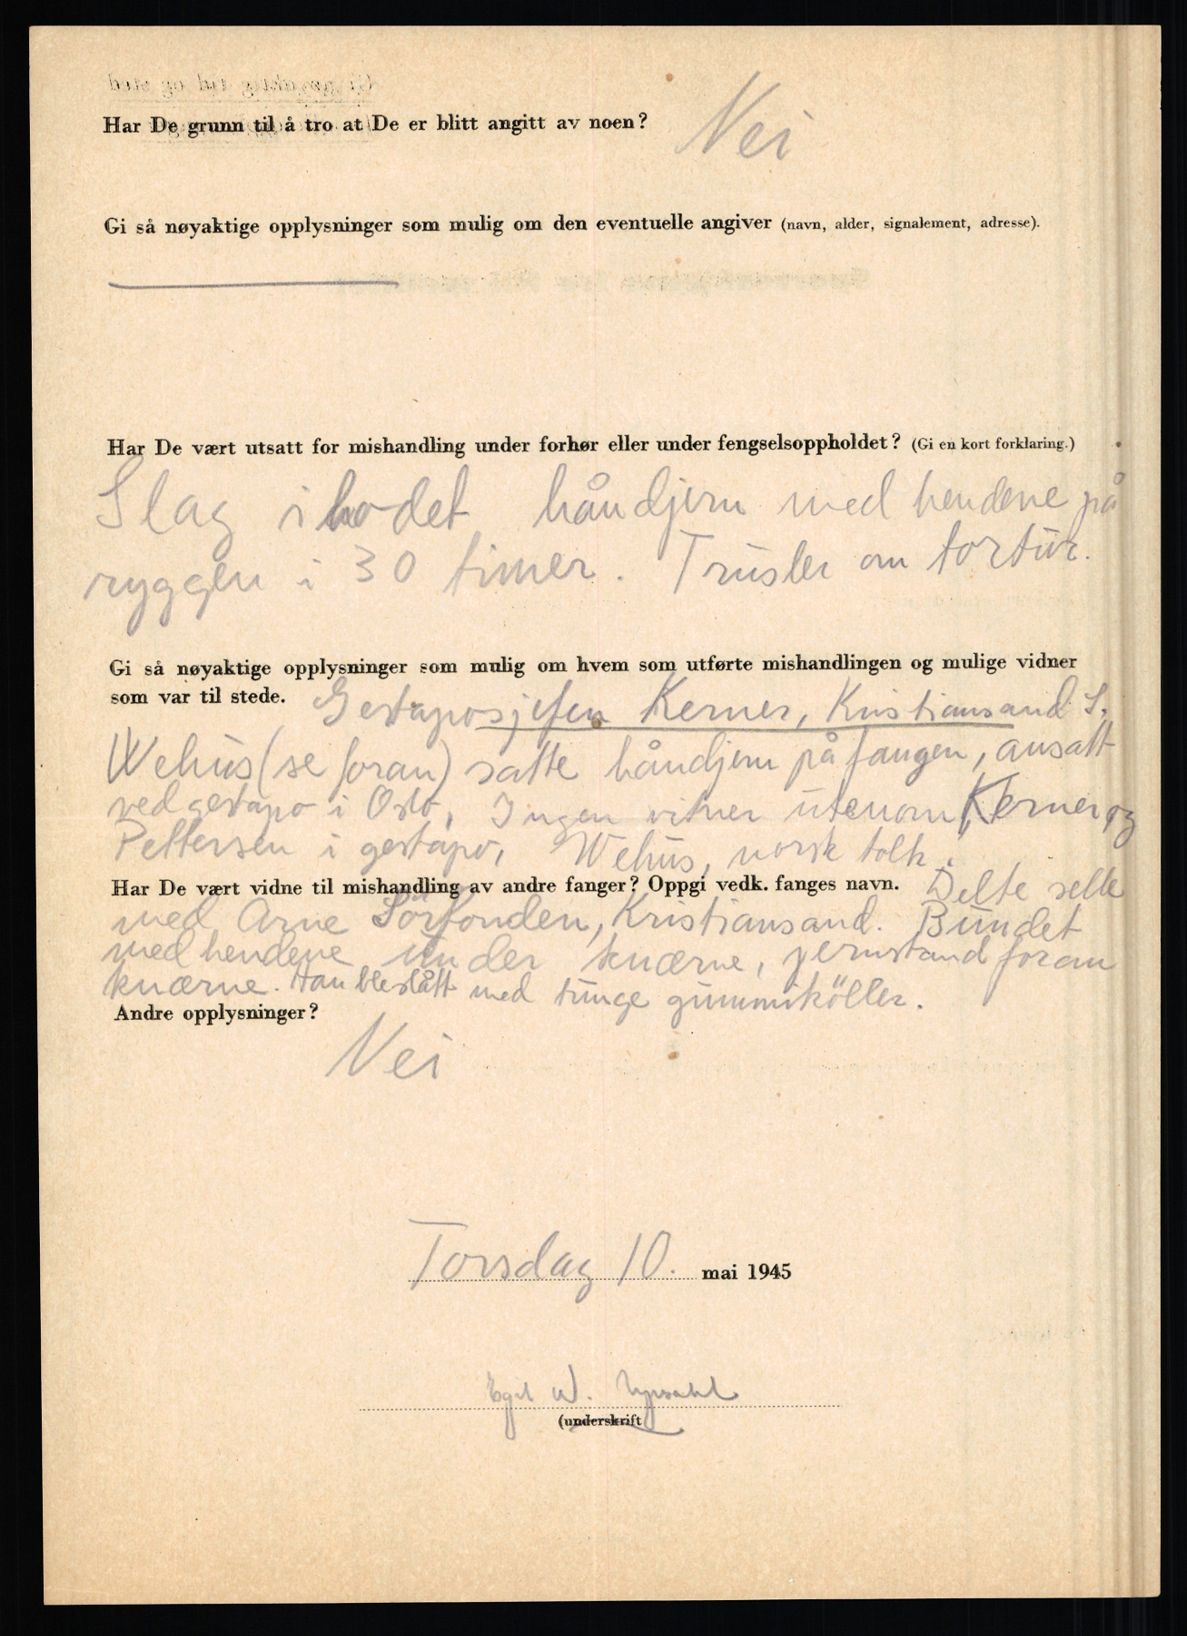 Har De grunn til å tro at De er blitt angitt av noen? Nei
Gi så nøyaktige opplysninger som mulig om den eventuelle angiver (navn, alder, signalement, adresse).
Har De vært utsatt for mishandling under forhør eller under fengselsoppholdet? (Gi en kort forklaring.)
Slag i hodet håndjern med hendene på
ryggen i 30 timer. Trusler om tortur.
Gi så nøyaktige opplysninger som mulig om hvem som utførte mishandlingen og mulige vidner
som var til stede. Gestaposjefen Kerner, Kristiansand S.
Wehus (se foran) satte håndjern på fangen, ansatt
ved gestapo i Oslo, Ingen vitner utenom Kerner og
Pettersen i gestapo, Wehus, norsk tolk.
Har De vært vidne til mishandling av andre fanger? Oppgi vedk. fanges navn. Delte selle
med Arne Sörfonden, Kristiansand. Bundet
med hendene under knærne, jernstand foran
knærne. Han ble slått med tunge gummikøller.
Andre opplysninger?
Nei
Torsdag 10. mai 1945
Egil W.
(underskrift)